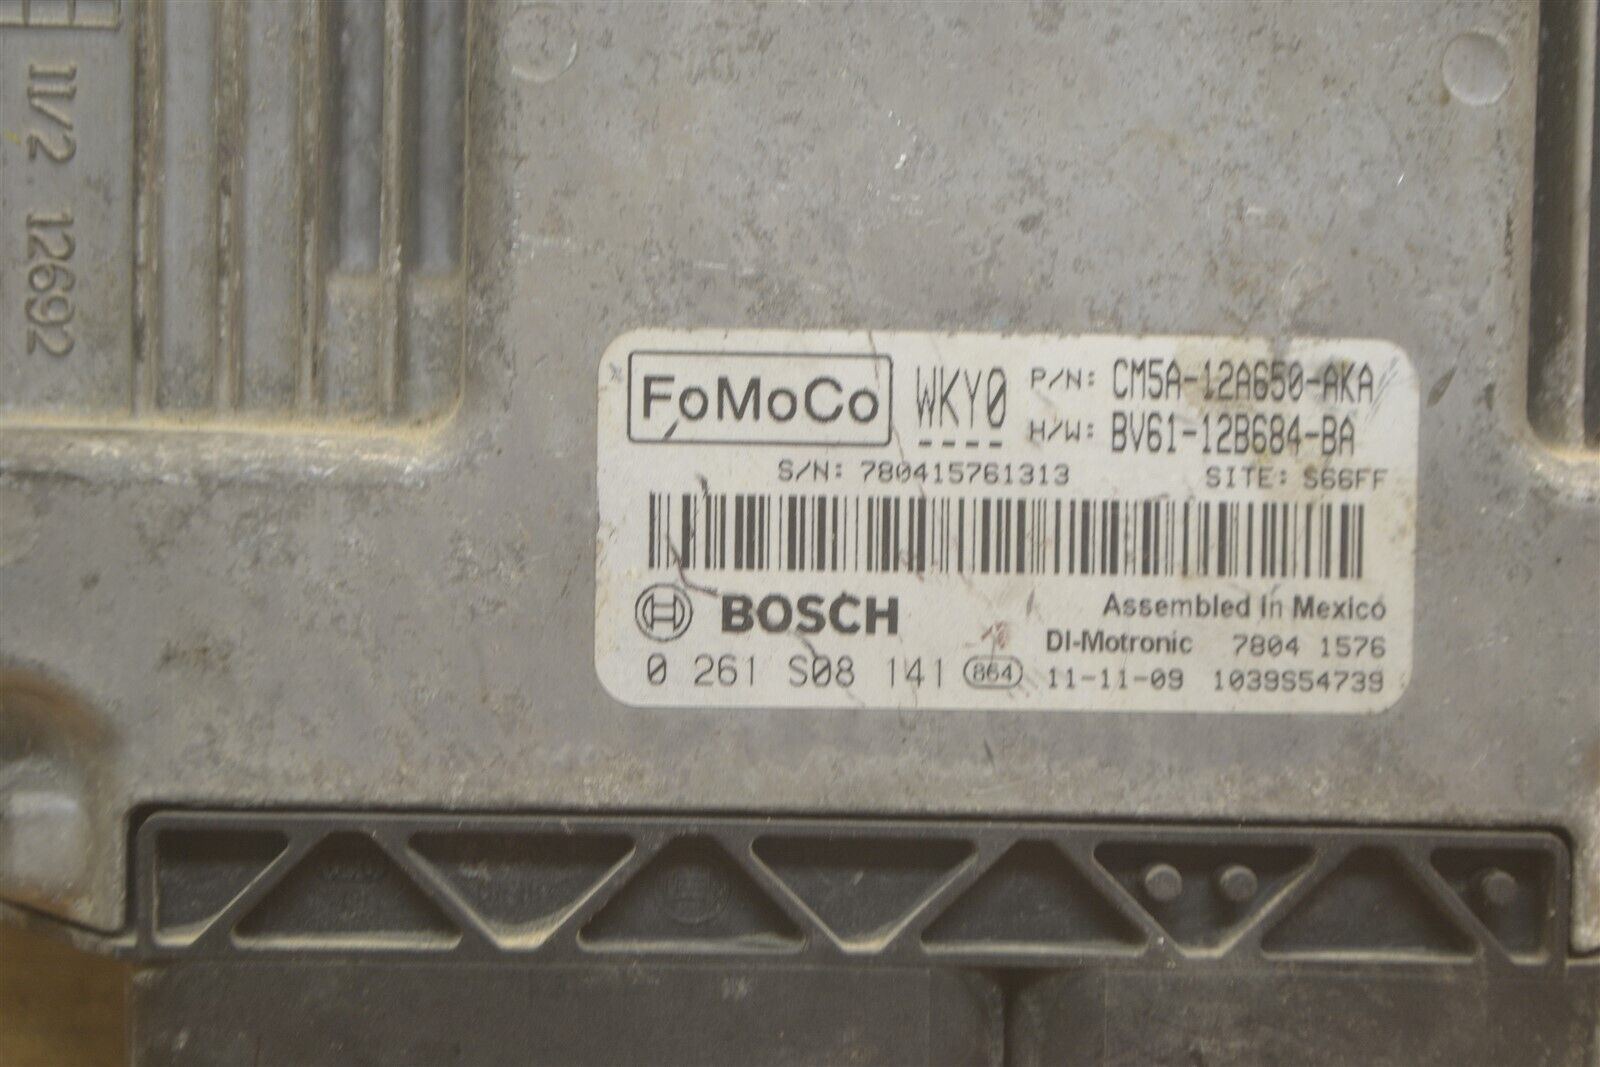 11/2.12692
FoMoCo WKY0 P/N: CM5A-12A650-AKA
H/W: BV61-12B684-BA
S/N: 780415761313 SITE: S66FF
BOSCH Assembled in Mexico
DI-Motronic 7804 1576
0 261 S08 141 864 11-11-09 1039S54739